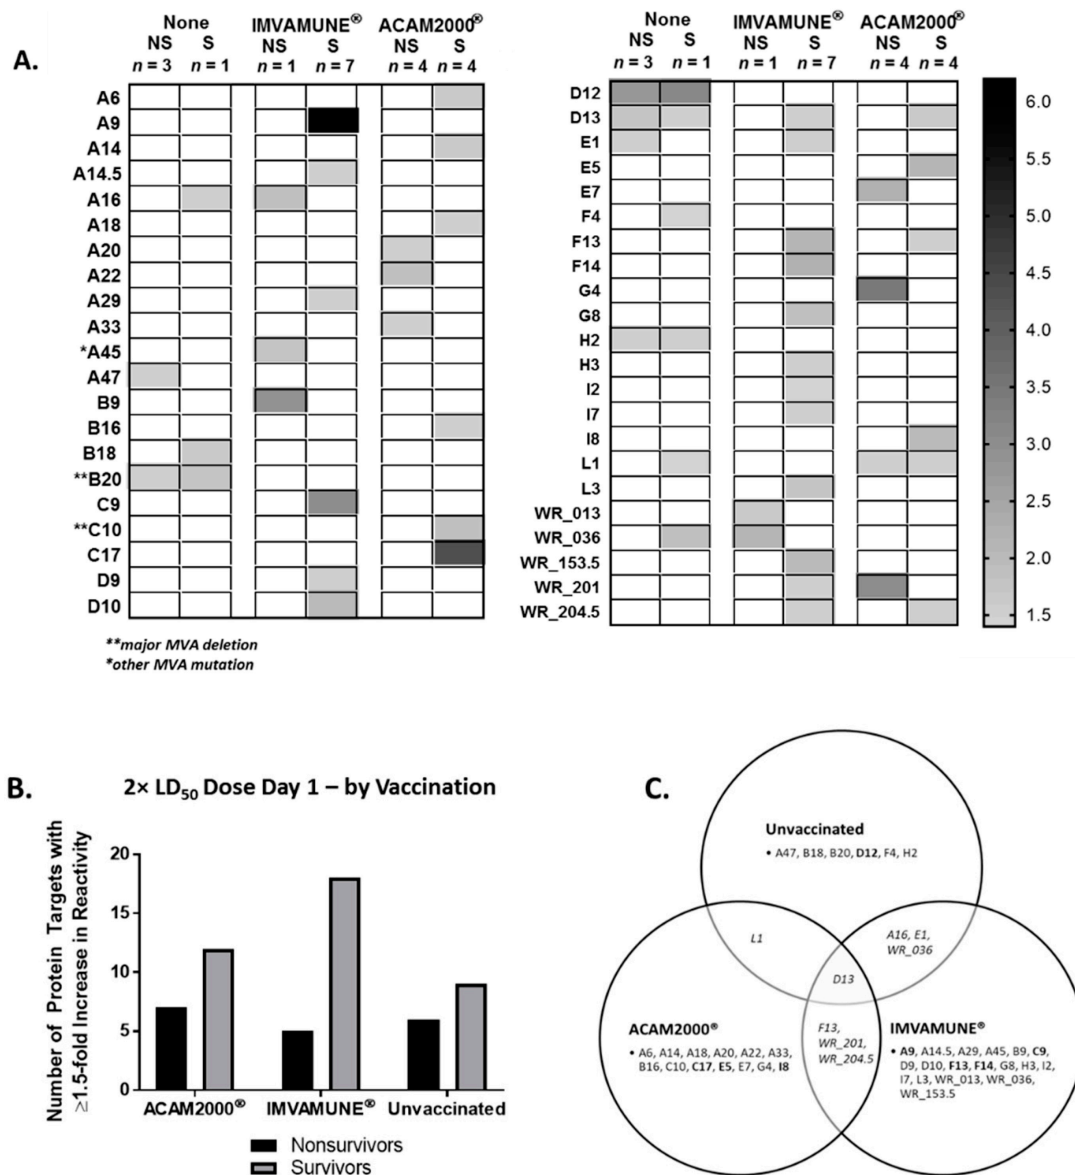 A.
None IMVAMUNE® ACAM2000®
NS S NS S NS S
n = 3 n = 1 n = 1 n = 7 n = 4 n = 4
A6
A9
A14
A14.5
A16
A18
A20
A22
A29
A33
*A45
A47
B9
B16
B18
**B20
C9
**C10
C17
D9
D10
**major MVA deletion
*other MVA mutation
None IMVAMUNE® ACAM2000®
NS S NS S NS S
n = 3 n = 1 n = 1 n = 7 n = 4 n = 4
D12
D13
E1
E5
E7
F4
F13
F14
G4
G8
H2
H3
I2
I7
I8
L1
L3
WR_013
WR_036
WR_153.5
WR_201
WR_204.5
6.0
5.5
5.0
4.5
4.0
3.5
3.0
2.5
2.0
1.5
B.
2× LD50 Dose Day 1 – by Vaccination
Number of Protein Targets with
≥1.5-fold Increase in Reactivity
20
15
10
5
0
ACAM2000® IMVAMUNE® Unvaccinated
Nonsurvivors
Survivors
C.
Unvaccinated
• A47, B18, B20, D12, F4, H2
L1
A16, E1,
WR_036
D13
ACAM2000®
• A6, A14, A18, A20, A22, A33,
B16, C10, C17, E5, E7, G4, I8
F13,
WR_201,
WR_204.5
IMVAMUNE®
• A9, A14.5, A29, A45, B9, C9,
D9, D10, F13, F14, G8, H3, I2,
I7, L3, WR_013, WR_036,
WR_153.5